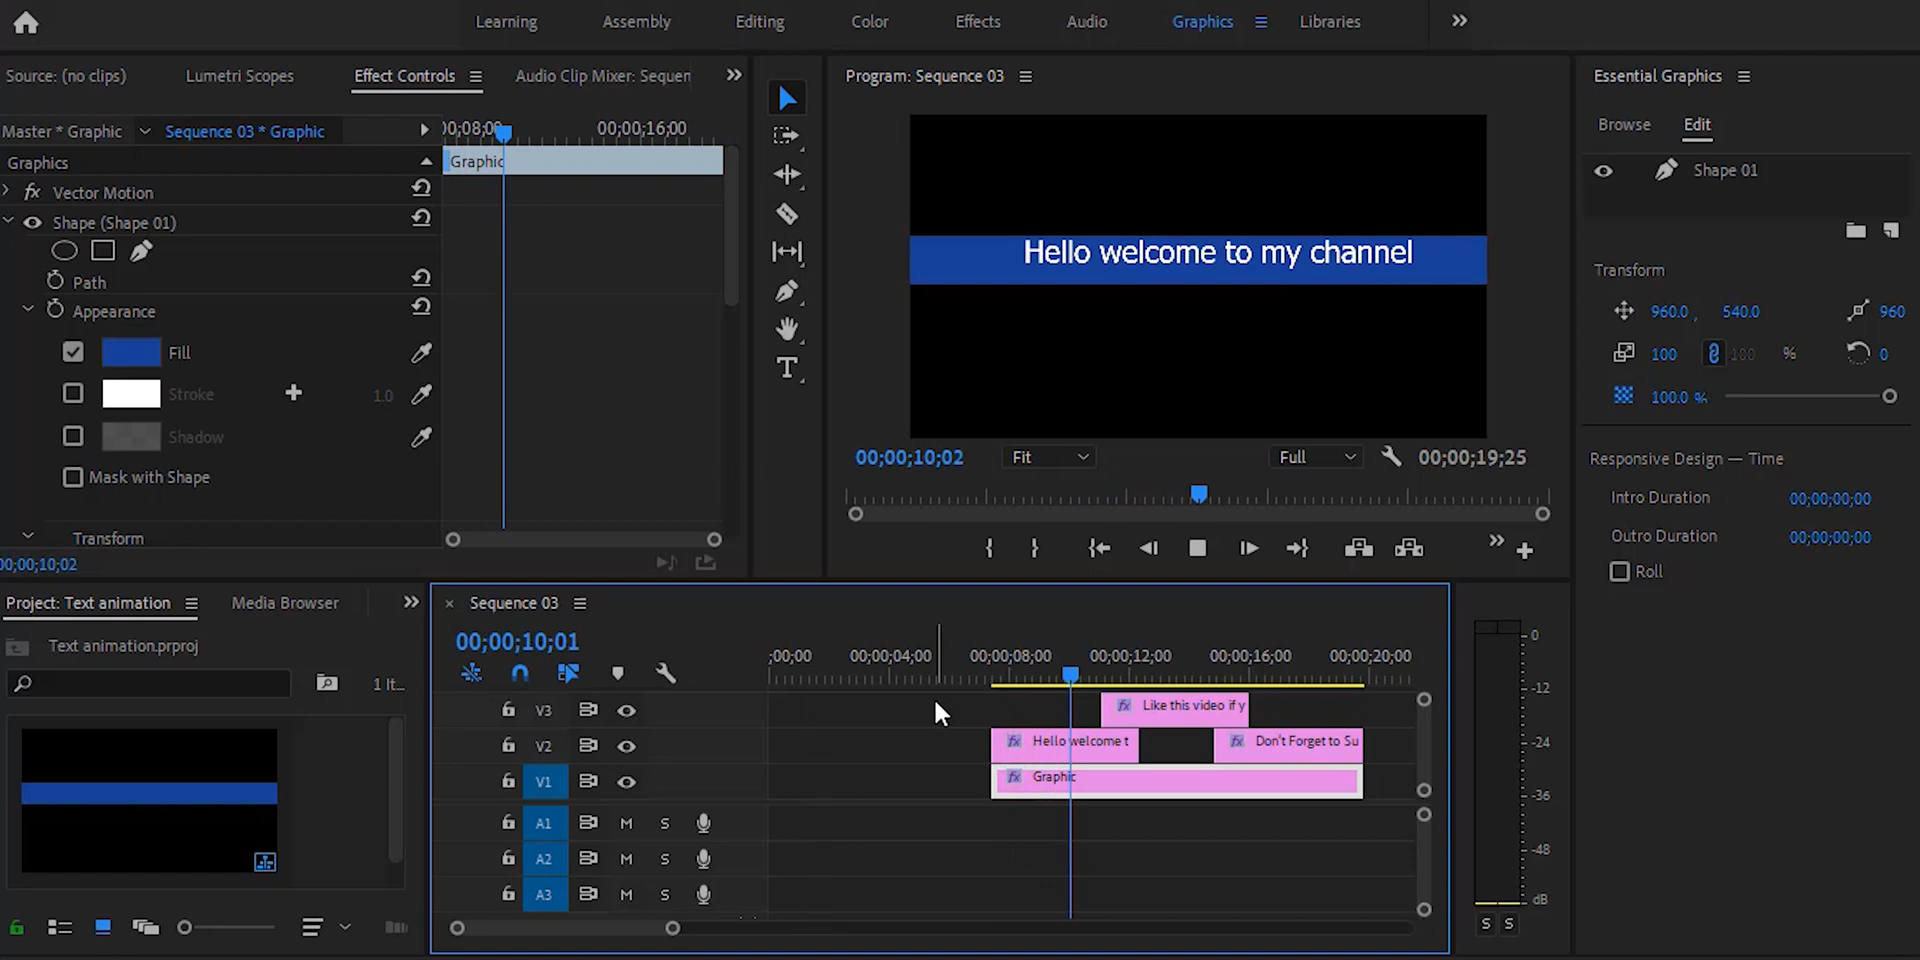 Learning Assembly Editing Color Effects Audio Graphics Libraries
Source: (no clips) Lumetri Scopes Effect Controls Audio Clip Mixer: Sequen
Master * Graphic Sequence 03 * Graphic
;00;08;00 00;00;16;00
Graphics
Graphic
fx Vector Motion
Shape (Shape 01)
Path
Appearance
Fill
Stroke 1.0
Shadow
Mask with Shape
Transform
00;00;10;02
Program: Sequence 03
Hello welcome to my channel
00;00;10;02 Fit Full 00;00;19;25
Essential Graphics
Browse Edit
Shape 01
Transform
960.0 , 540.0 960
100 100 % 0
100.0 %
Responsive Design — Time
Intro Duration 00;00;00;00
Outro Duration 00;00;00;00
Roll
Project: Text animation Media Browser
Text animation.prproj
1 It...
Sequence 03
00;00;10;01
;00;00 00;00;04;00 00;00;08;00 00;00;12;00 00;00;16;00 00;00;20;00
V3 fx Like this video if y
V2 fx Hello welcome t fx Don't Forget to Su
V1 fx Graphic
A1 M S
A2 M S
A3 M S
0
-12
-24
-36
-48
dB
S S